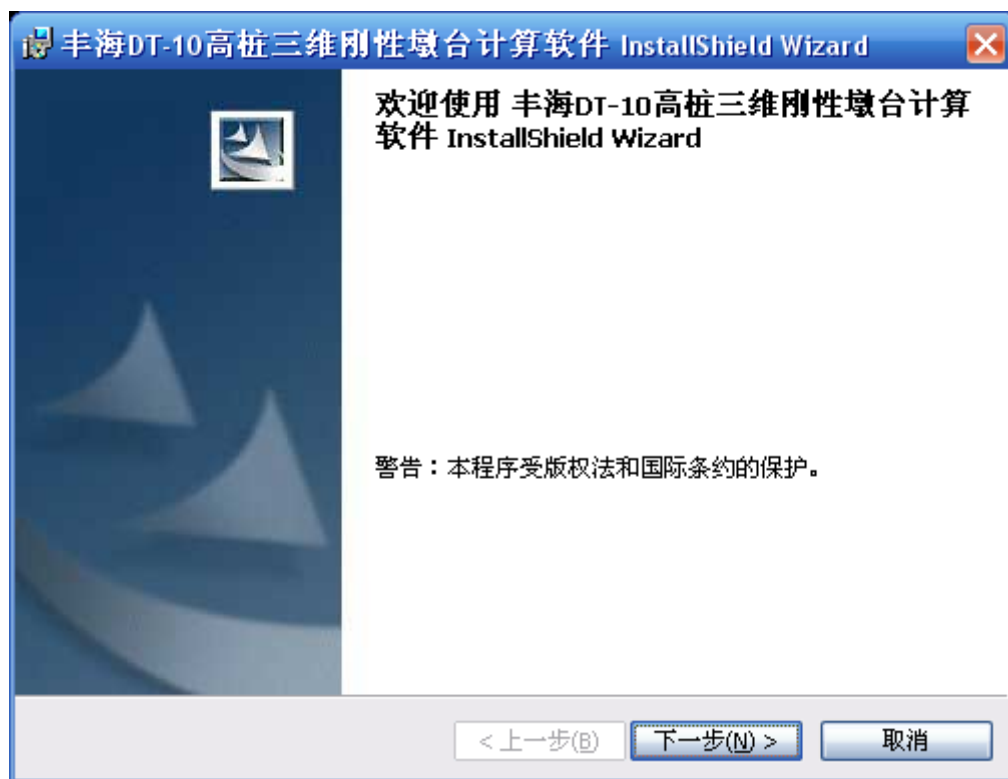 丰海DT-10高桩三维刚性墩台计算软件 InstallShield Wizard
欢迎使用 丰海DT-10高桩三维刚性墩台计算
软件 InstallShield Wizard
警告：本程序受版权法和国际条约的保护。
< 上一步(B) 下一步(N) > 取消